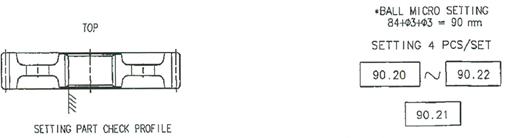 TOP
SETTING PART CHECK PROFILE
*BALL MICRO SETTING
84+Φ3+Φ3 = 90 mm
SETTING 4 PCS/SET
90.20 ~ 90.22
90.21